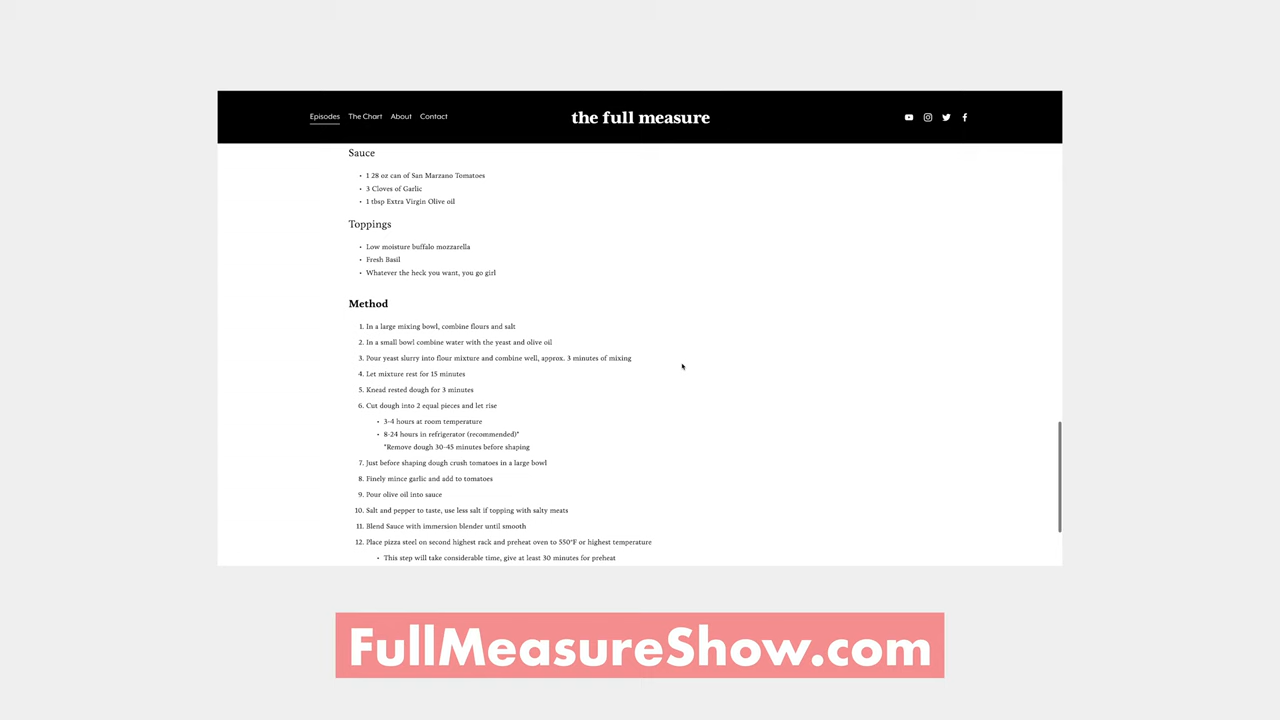 Episodes The Chart About Contact
the full measure
Sauce
• 1 28 oz can of San Marzano Tomatoes
• 3 Cloves of Garlic
• 1 tbsp Extra Virgin Olive oil
Toppings
• Low moisture buffalo mozzarella
• Fresh Basil
• Whatever the heck you want, you go girl
Method
1. In a large mixing bowl, combine flours and salt
2. In a small bowl combine water with the yeast and olive oil
3. Pour yeast slurry into flour mixture and combine well, approx. 3 minutes of mixing
4. Let mixture rest for 15 minutes
5. Knead rested dough for 3 minutes
6. Cut dough into 2 equal pieces and let rise
• 3-4 hours at room temperature
• 8-24 hours in refrigerator (recommended)*
*Remove dough 30-45 minutes before shaping
7. Just before shaping dough crush tomatoes in a large bowl
8. Finely mince garlic and add to tomatoes
9. Pour olive oil into sauce
10. Salt and pepper to taste, use less salt if topping with salty meats
11. Blend Sauce with immersion blender until smooth
12. Place pizza steel on second highest rack and preheat oven to 550°F or highest temperature
• This step will take considerable time, give at least 30 minutes for preheat
FullMeasureShow.com